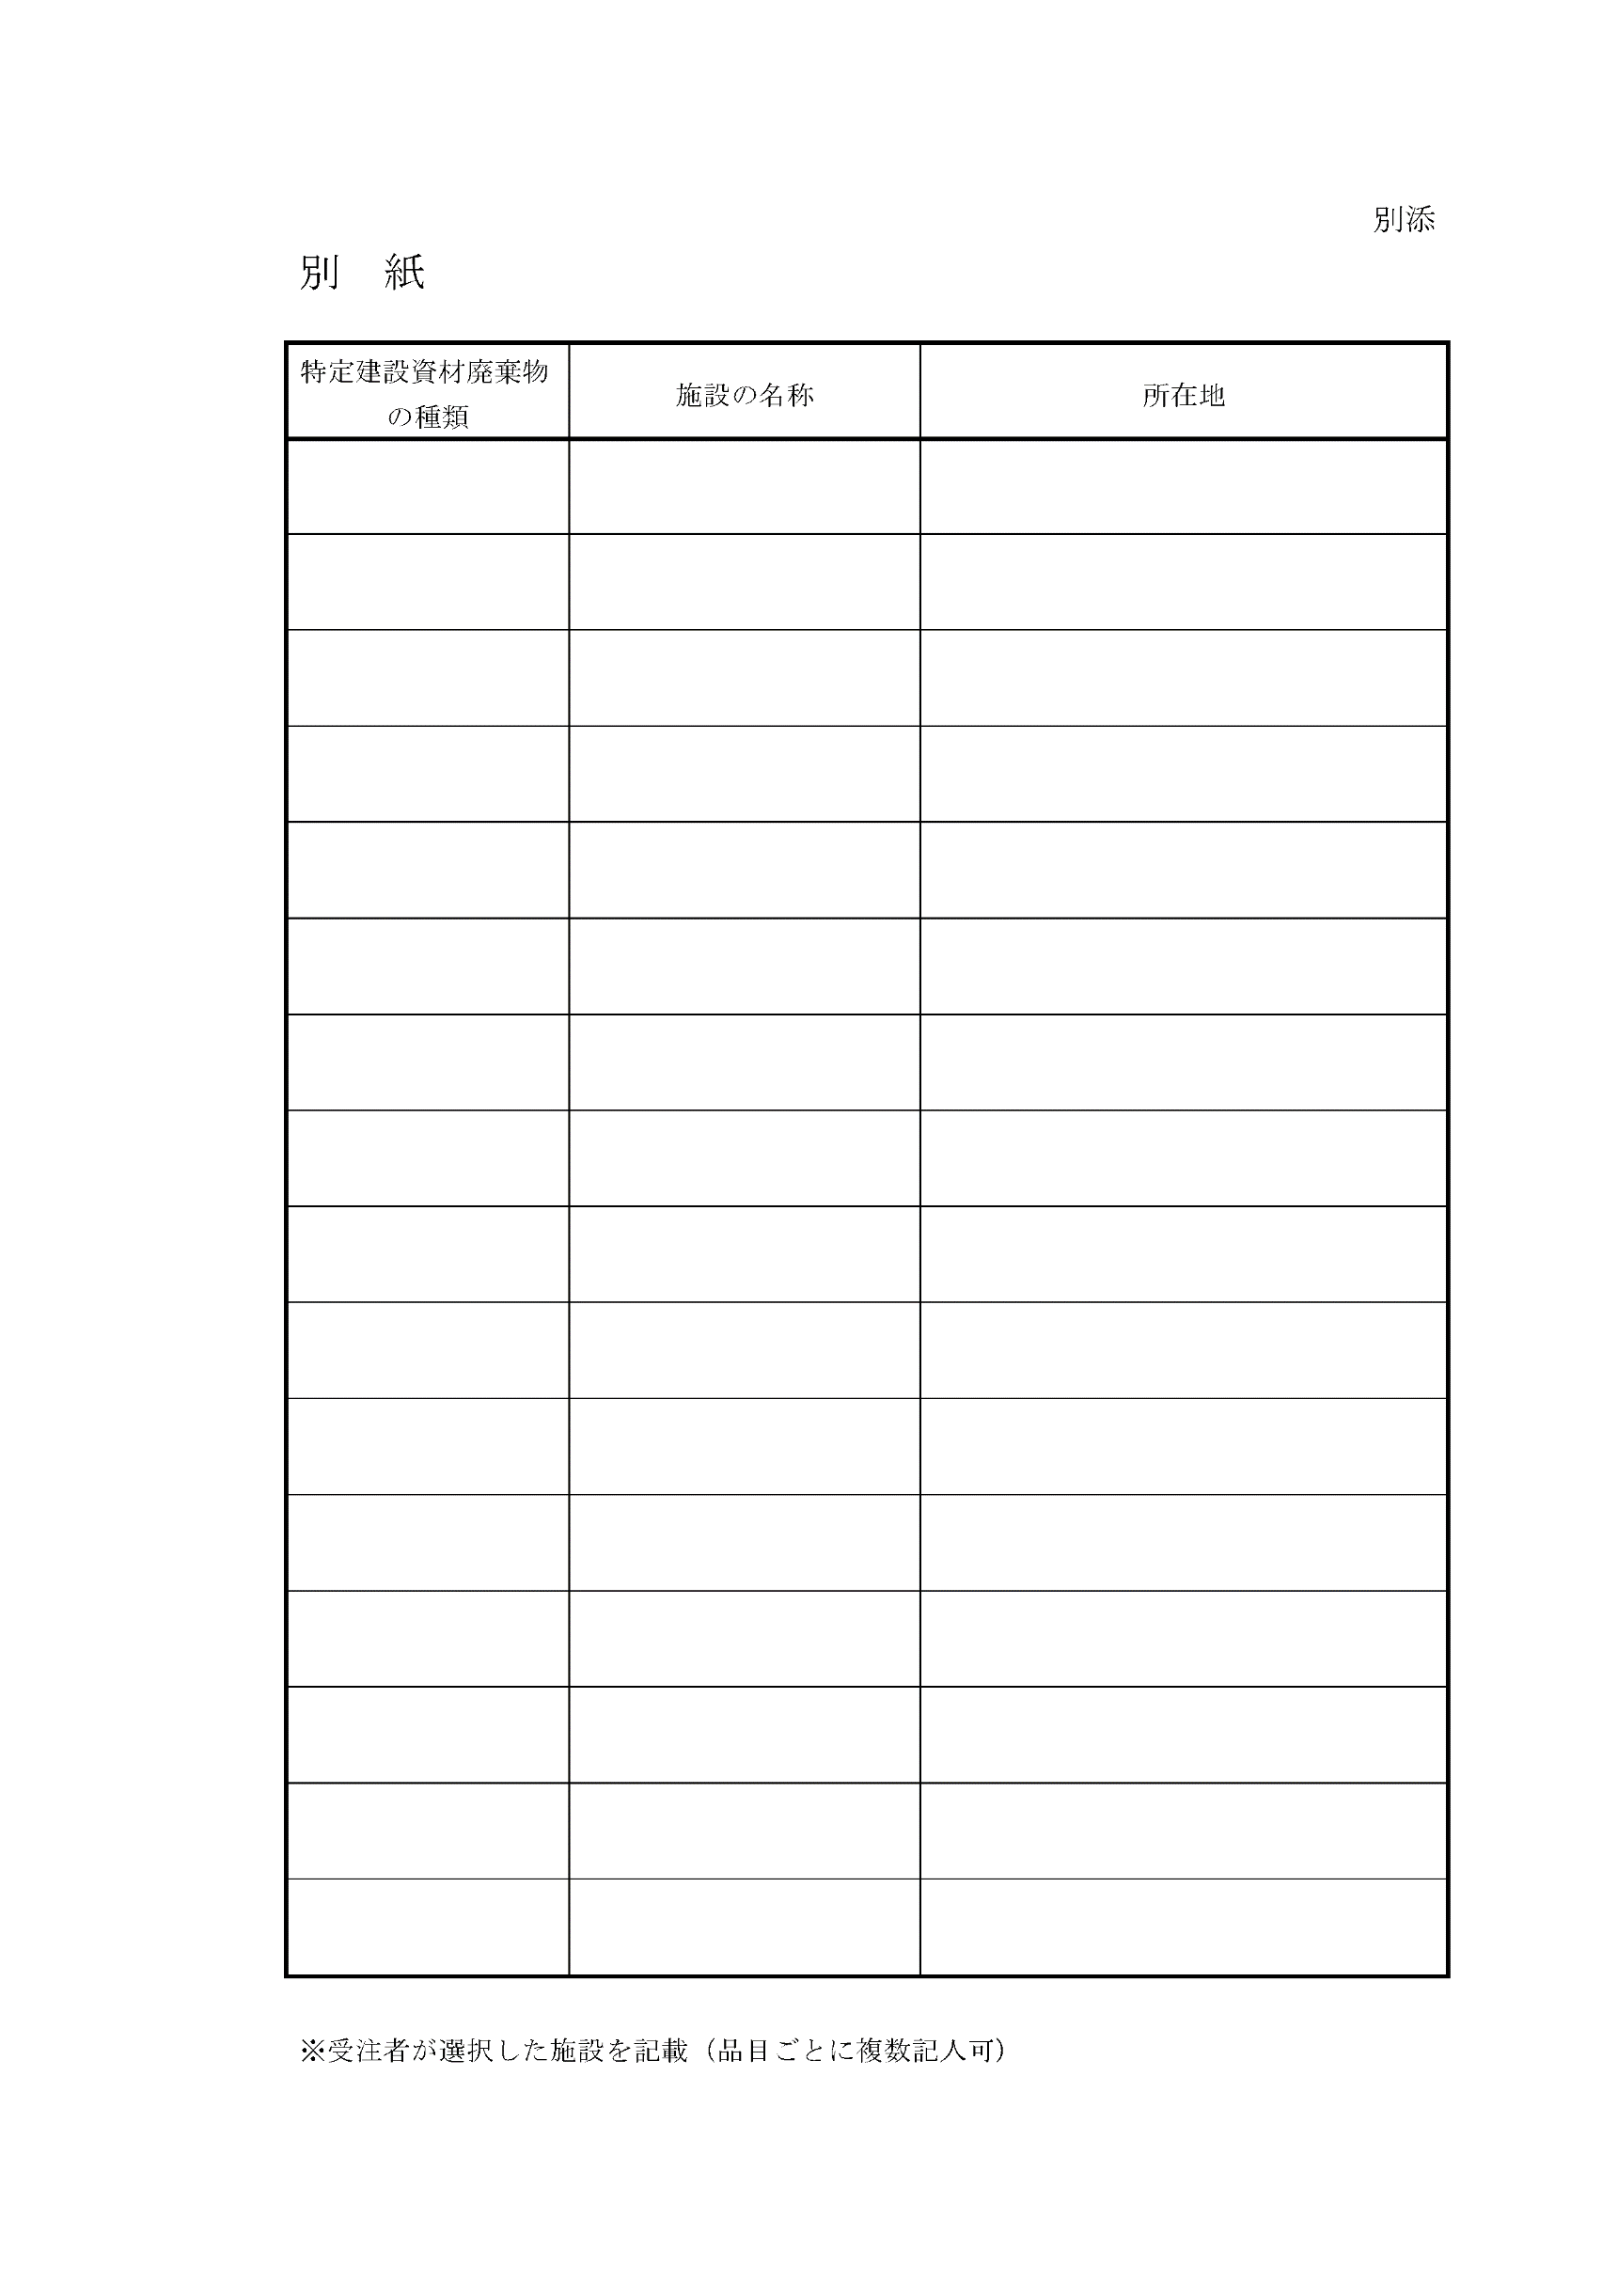 別添
別　紙
特定建設資材廃棄物
の種類
施設の名称
所在地
※受注者が選択した施設を記載（品目ごとに複数記人可）